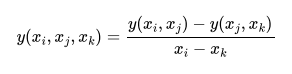 y(x_i, x_j, x_k) = \frac{y(x_i, x_j) - y(x_j, x_k)}{x_i - x_k}